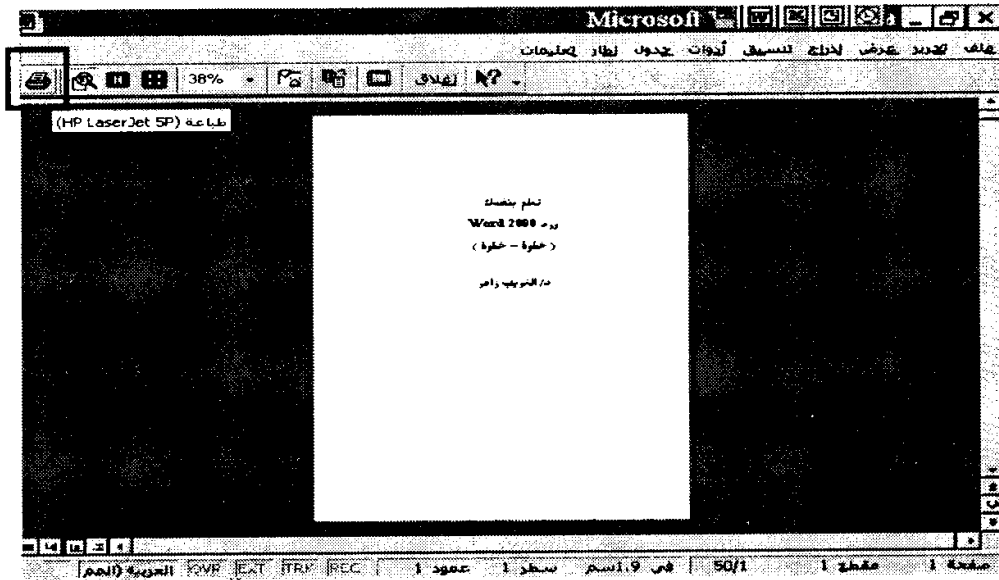 Microsoft
ملف تحرير عرض إدراج تنسيق أدوات جدول إطار تعليمات
38% إغلاق
طباعة (HP LaserJet 5P)
تعلم بنفسك
ورد Word 2000
( خطوة – خطوة )
صفحة 1 مقطع 1 50/1 في 1.9سم سطر 1 عمود 1 REC TRK EXT OVR العربية (المم